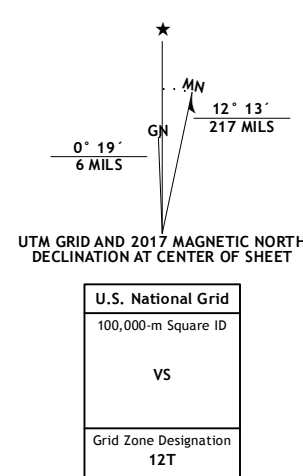 ★
MN
GN
12° 13´
217 MILS
0° 19´
6 MILS
UTM GRID AND 2017 MAGNETIC NORTH
DECLINATION AT CENTER OF SHEET
U.S. National Grid
100,000-m Square ID
VS
Grid Zone Designation
12T